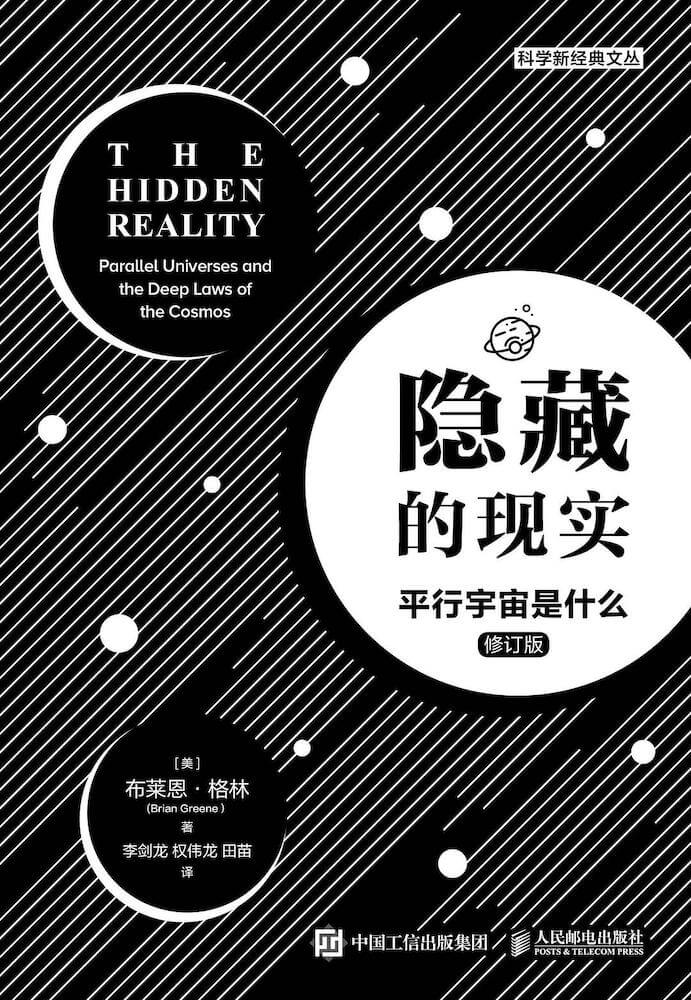 科学新经典文丛
THE
HIDDEN
REALITY
Parallel Universes and
the Deep Laws of
the Cosmos
隐藏
的现实
平行宇宙是什么
修订版
[美]
布莱恩·格林
(Brian Greene)
著
李剑龙 权伟龙 田苗
译
中国工信出版集团
人民邮电出版社
POSTS & TELECOM PRESS